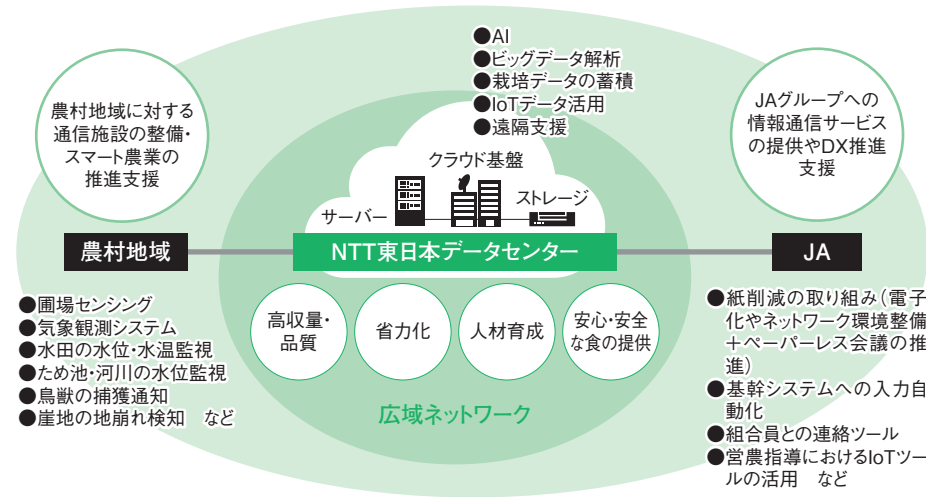 ●AI
●ビッグデータ解析
●栽培データの蓄積
●IoTデータ活用
●遠隔支援
農村地域に対する
通信施設の整備・
スマート農業の
推進支援
JAグループへの
情報通信サービス
の提供やDX推進
支援
クラウド基盤
サーバー
ストレージ
農村地域
NTT東日本データセンター
JA
●圃場センシング
●気象観測システム
●水田の水位・水温監視
●ため池・河川の水位監視
●鳥獣の捕獲通知
●崖地の地崩れ検知　など
高収量・
品質
省力化
人材育成
安心・安全
な食の提供
広域ネットワーク
●紙削減の取り組み（電子
化やネットワーク環境整備
＋ペーパーレス会議の推
進）
●基幹システムへの入力自
動化
●組合員との連絡ツール
●営農指導におけるIoTツー
ルの活用　など